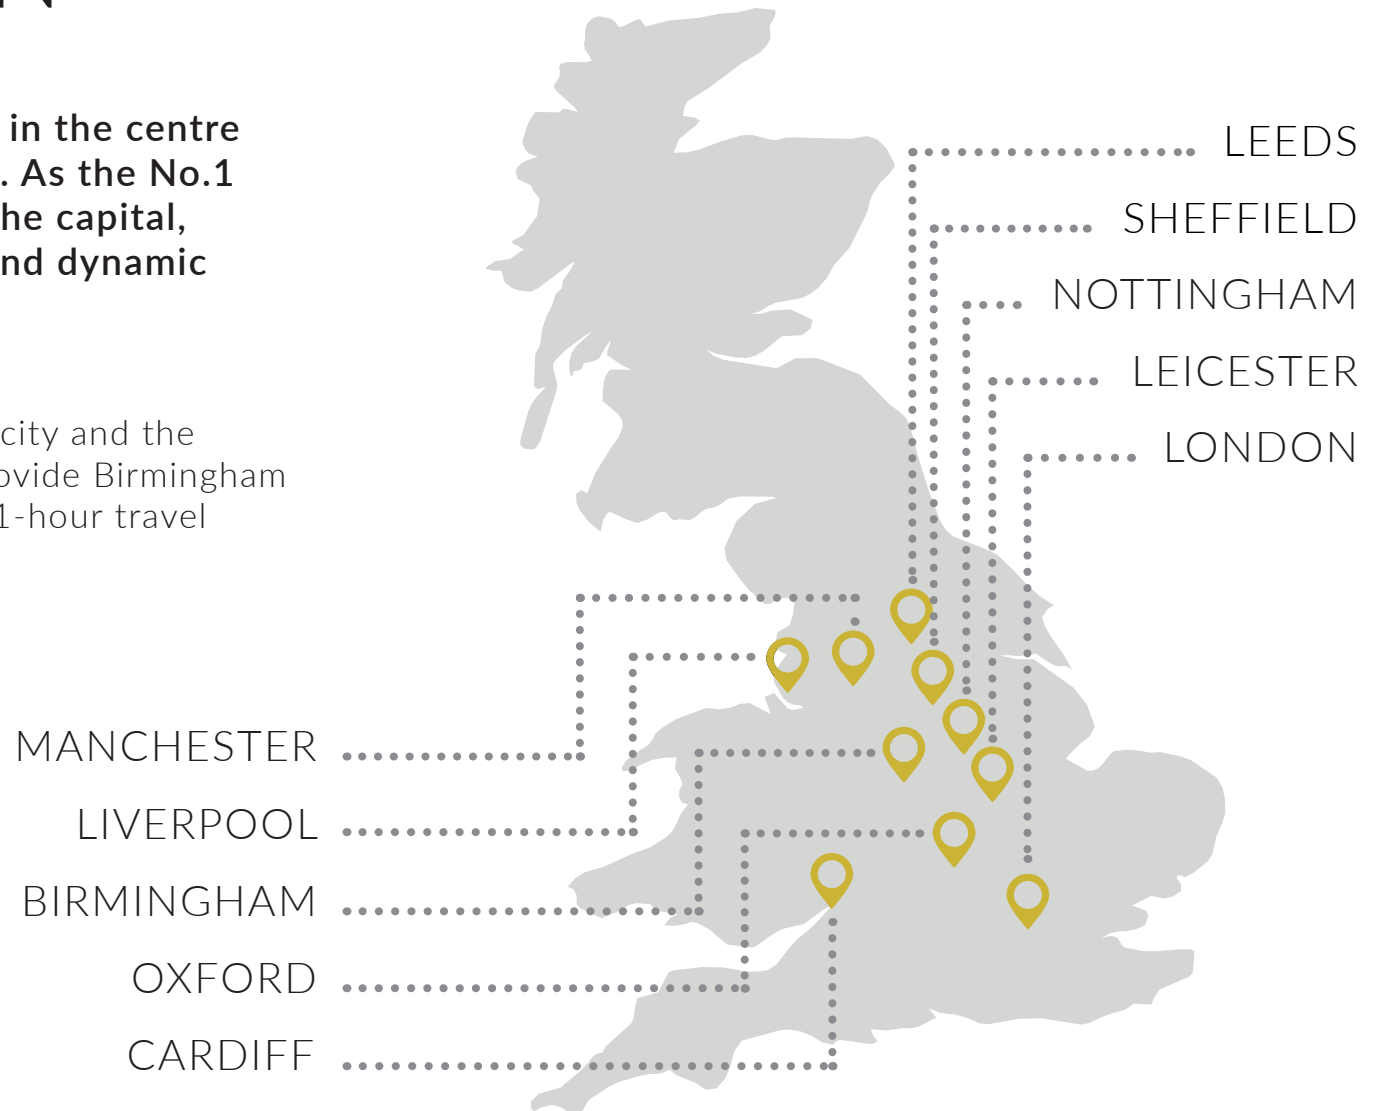 in the centre
. As the No.1
he capital,
nd dynamic
city and the
ovide Birmingham
1-hour travel
LEEDS
SHEFFIELD
NOTTINGHAM
LEICESTER
LONDON
MANCHESTER
LIVERPOOL
BIRMINGHAM
OXFORD
CARDIFF